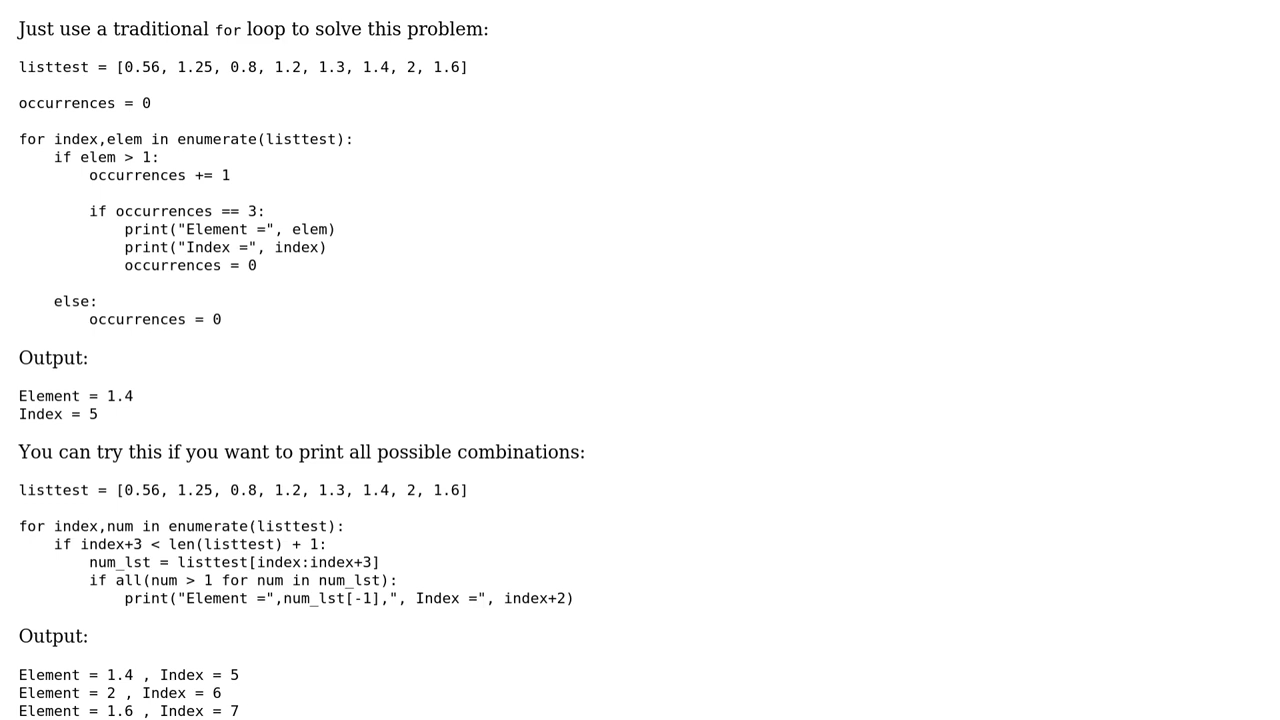 Just use a traditional for loop to solve this problem:
listtest = [0.56, 1.25, 0.8, 1.2, 1.3, 1.4, 2, 1.6]
occurrences = 0
for index,elem in enumerate(listtest):
    if elem > 1:
        occurrences += 1
        if occurrences == 3:
            print("Element =", elem)
            print("Index =", index)
            occurrences = 0
    else:
        occurrences = 0
Output:
Element = 1.4
Index = 5
You can try this if you want to print all possible combinations:
listtest = [0.56, 1.25, 0.8, 1.2, 1.3, 1.4, 2, 1.6]
for index,num in enumerate(listtest):
    if index+3 < len(listtest) + 1:
        num_lst = listtest[index:index+3]
        if all(num > 1 for num in num_lst):
            print("Element =",num_lst[-1],", Index =", index+2)
Output:
Element = 1.4 , Index = 5
Element = 2 , Index = 6
Element = 1.6 , Index = 7